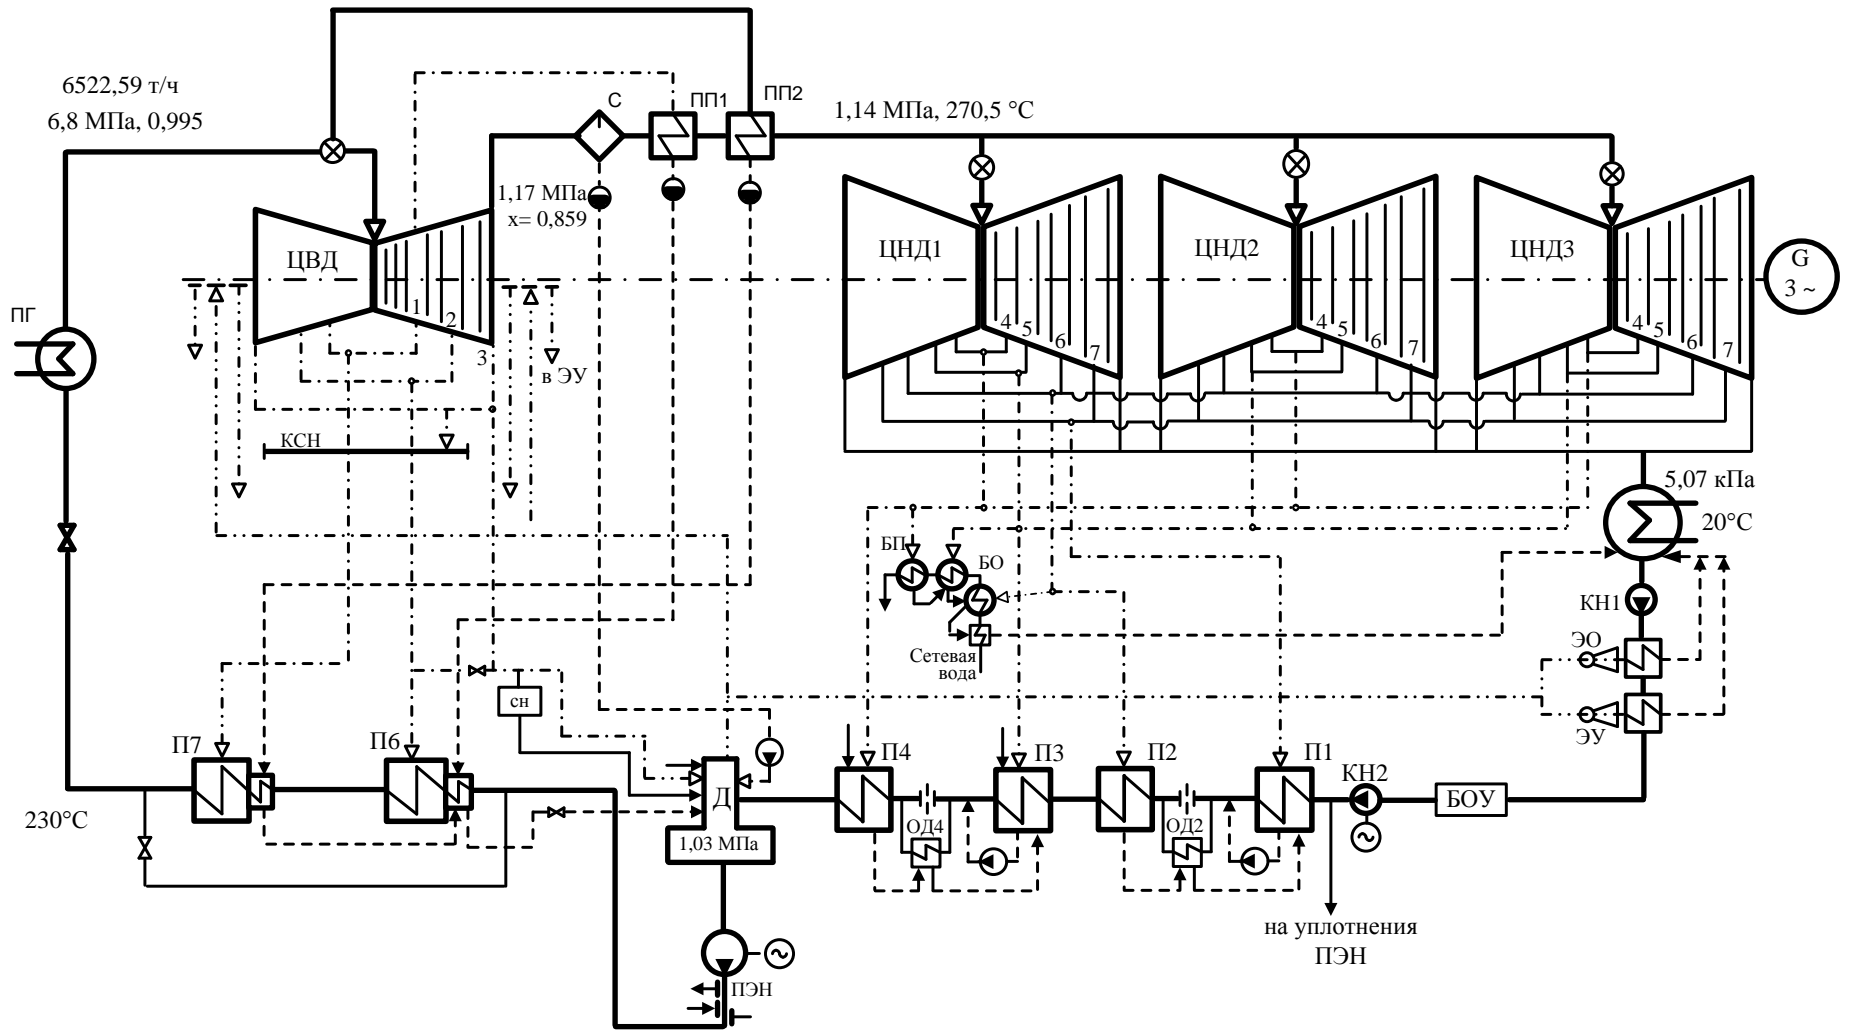 6522,59 т/ч
6,8 МПа, 0,995
С
ПП1
ПП2
1,14 МПа, 270,5 °C
1,17 МПа
x= 0,859
ЦВД
ЦНД1
ЦНД2
ЦНД3
G
3 ~
ПГ
1
2
3
4
5
6
7
4
5
6
7
4
5
6
7
в ЭУ
КСН
5,07 кПа
20°С
БП
БО
КН1
ЭО
Сетевая
вода
ЭУ
сн
П7
П6
П4
П3
П2
П1
КН2
БОУ
Д
1,03 МПа
ОД4
ОД2
230°С
на уплотнения
ПЭН
ПЭН